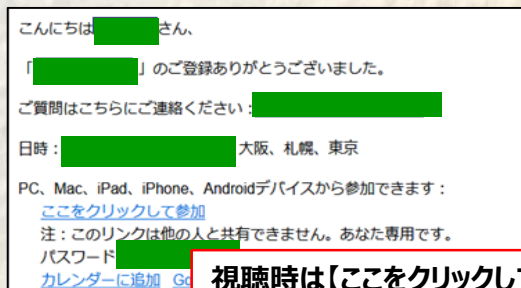 こんにちは さん、
「 」のご登録ありがとうございました。
ご質問はこちらにご連絡ください：
日時： 大阪、札幌、東京
PC、Mac、iPad、iPhone、Androidデバイスから参加できます：
ここをクリックして参加
注：このリンクは他の人と共有できません。あなた専用です。
パスワード
カレンダーに追加
視聴時は【ここをクリックし